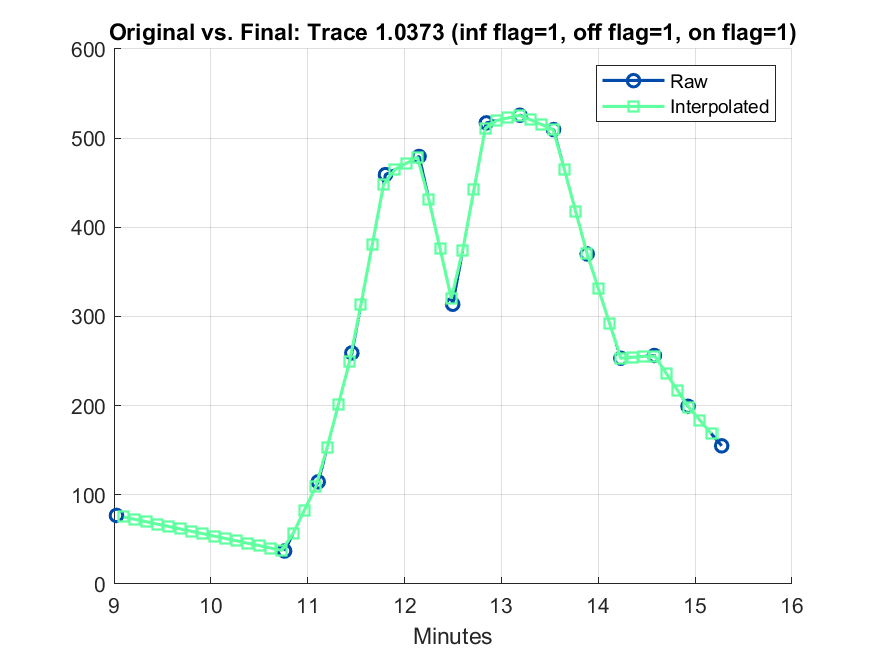 Original vs. Final: Trace 1.0373 (inf flag=1, off flag=1, on flag=1)
600
500
400
300
200
100
0
Raw
Interpolated
9 10 11 12 13 14 15 16
Minutes